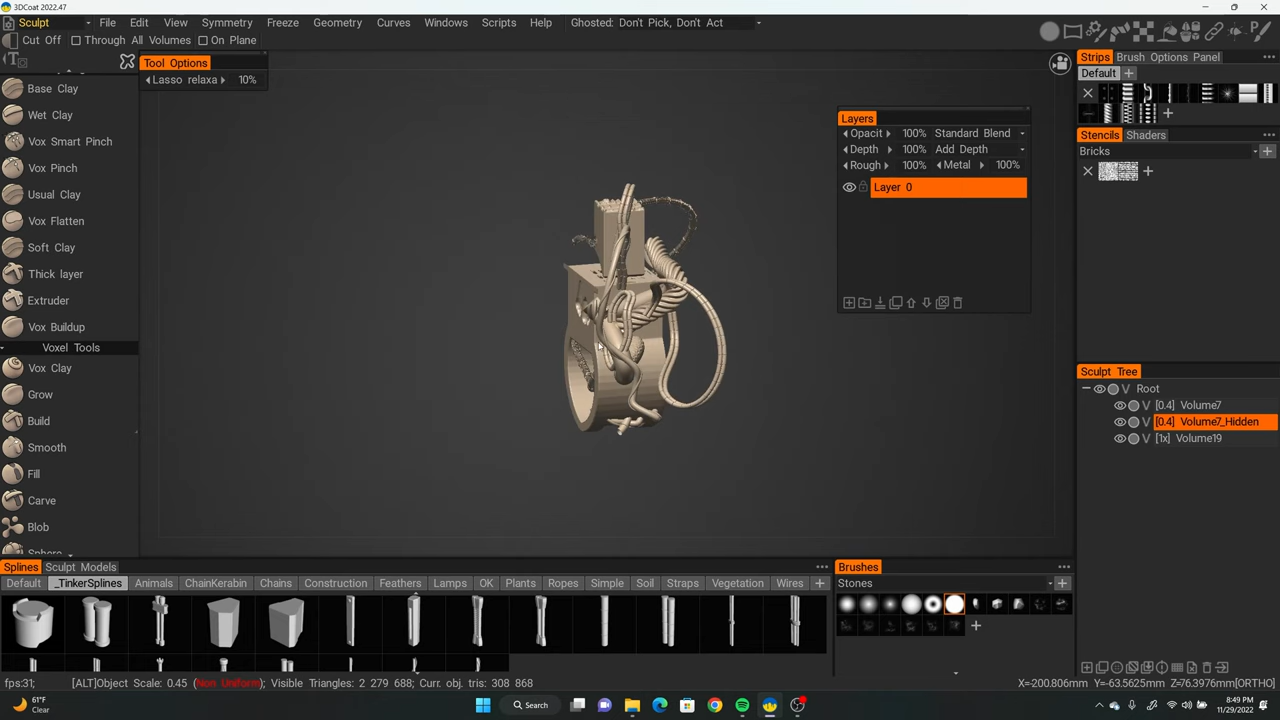 3DCoat 2022.47
Sculpt File Edit View Symmetry Freeze Geometry Curves Windows Scripts Help Ghosted: Don't Pick, Don't Act
Cut Off Through All Volumes On Plane
Tool Options
Lasso relaxa 10%
Base Clay
Wet Clay
Vox Smart Pinch
Vox Pinch
Usual Clay
Vox Flatten
Soft Clay
Thick layer
Extruder
Vox Buildup
Voxel Tools
Vox Clay
Grow
Build
Smooth
Fill
Carve
Blob
Sphere
Layers
Opacit 100% Standard Blend
Depth 100% Add Depth
Rough 100% Metal 100%
Layer 0
Strips Brush Options Panel
Default
Stencils Shaders
Bricks
Sculpt Tree
Root
V [0.4] Volume7
V [0.4] Volume7_Hidden
V [1x] Volume19
Splines Sculpt Models
Default _TinkerSplines Animals ChainKerabin Chains Construction Feathers Lamps OK Plants Ropes Simple Soil Straps Vegetation Wires
Brushes
Stones
fps:31; [ALT]Object Scale: 0.45 (Non Uniform); Visible Triangles: 2 279 688; Curr. obj. tris: 308 868
X=-200.806mm Y=-63.5625mm Z=76.3976mm[ORTHO]
61°F
Cloudy
Search
8:49 PM
11/29/2022